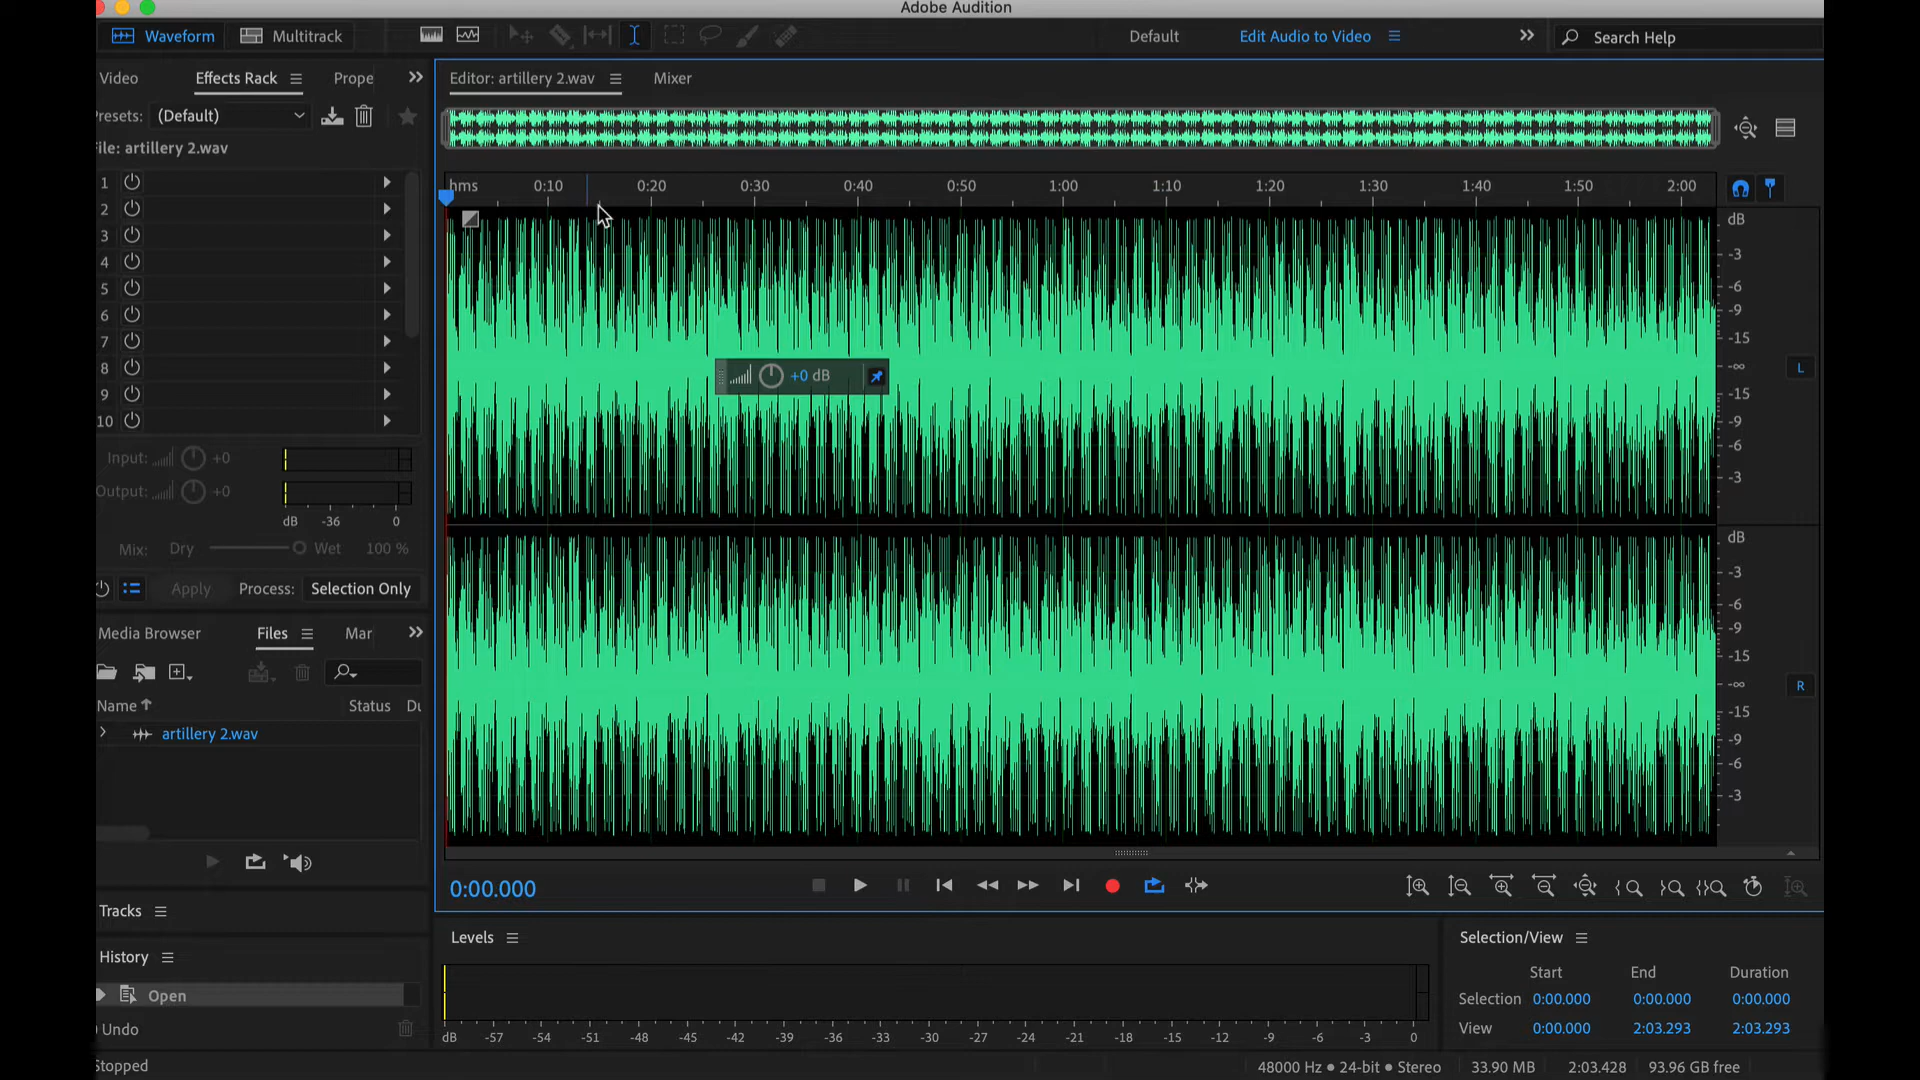 Adobe Audition
Waveform Multitrack Default Edit Audio to Video Search Help
Video Effects Rack Prope
resets: (Default)
ile: artillery 2.wav
1
2
3
4
5
6
7
8
9
10
Input: +0
Output: +0
dB -36 0
Mix: Dry Wet 100 %
Apply Process: Selection Only
Media Browser Files Mar
Name Status Du
artillery 2.wav
Tracks
History
Open
Undo
Stopped
Editor: artillery 2.wav Mixer
hms 0:10 0:20 0:30 0:40 0:50 1:00 1:10 1:20 1:30 1:40 1:50 2:00
+0 dB
dB
-3
-6
-9
-15
-∞
-15
-9
-6
-3
L
dB
-3
-6
-9
-15
-∞
-15
-9
-6
-3
R
0:00.000
Levels
dB -57 -54 -51 -48 -45 -42 -39 -36 -33 -30 -27 -24 -21 -18 -15 -12 -9 -6 -3 0
Selection/View
Start End Duration
Selection 0:00.000 0:00.000 0:00.000
View 0:00.000 2:03.293 2:03.293
48000 Hz ● 24-bit ● Stereo 33.90 MB 2:03.428 93.96 GB free